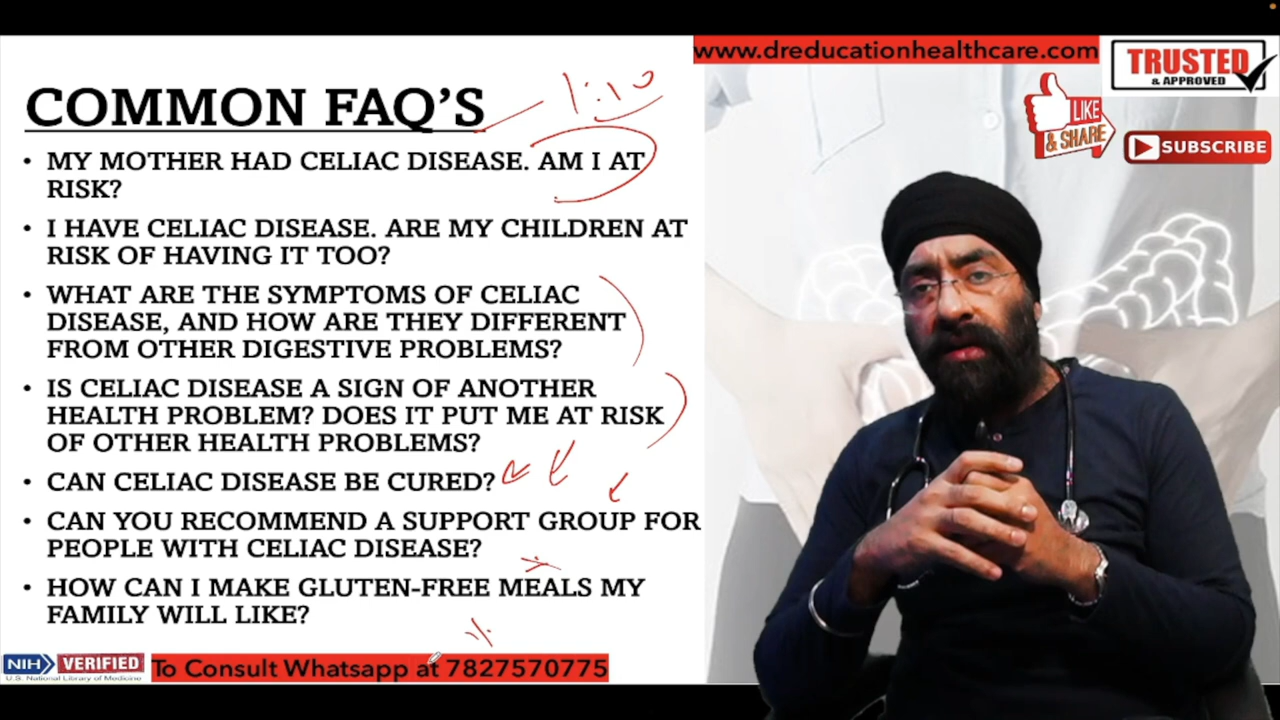 www.dreducationhealthcare.com
TRUSTED
& APPROVED
LIKE
& SHARE
SUBSCRIBE
COMMON FAQ'S
1:10
• MY MOTHER HAD CELIAC DISEASE. AM I AT
RISK?
• I HAVE CELIAC DISEASE. ARE MY CHILDREN AT
RISK OF HAVING IT TOO?
• WHAT ARE THE SYMPTOMS OF CELIAC
DISEASE, AND HOW ARE THEY DIFFERENT
FROM OTHER DIGESTIVE PROBLEMS?
• IS CELIAC DISEASE A SIGN OF ANOTHER
HEALTH PROBLEM? DOES IT PUT ME AT RISK
OF OTHER HEALTH PROBLEMS?
• CAN CELIAC DISEASE BE CURED?
• CAN YOU RECOMMEND A SUPPORT GROUP FOR
PEOPLE WITH CELIAC DISEASE?
• HOW CAN I MAKE GLUTEN-FREE MEALS MY
FAMILY WILL LIKE?
NIH VERIFIED
U.S. National Library of Medicine
To Consult Whatsapp at 7827570775